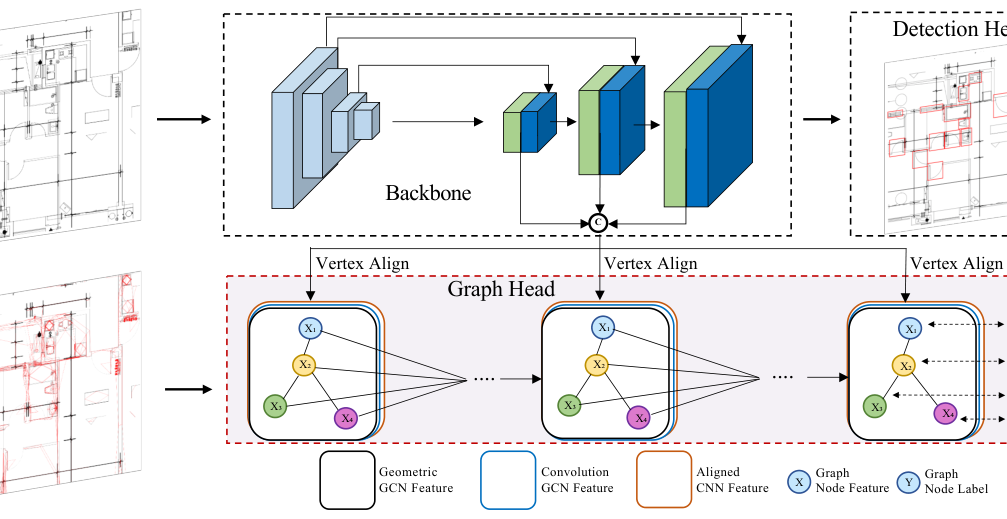 Detection He
Backbone
C
Vertex Align
Vertex Align
Vertex Align
Graph Head
X1
X2
X3
X4
X1
X2
X3
X4
X1
X2
X3
X4
Geometric
GCN Feature
Convolution
GCN Feature
Aligned
CNN Feature
X
Graph
Node Feature
Y
Graph
Node Label